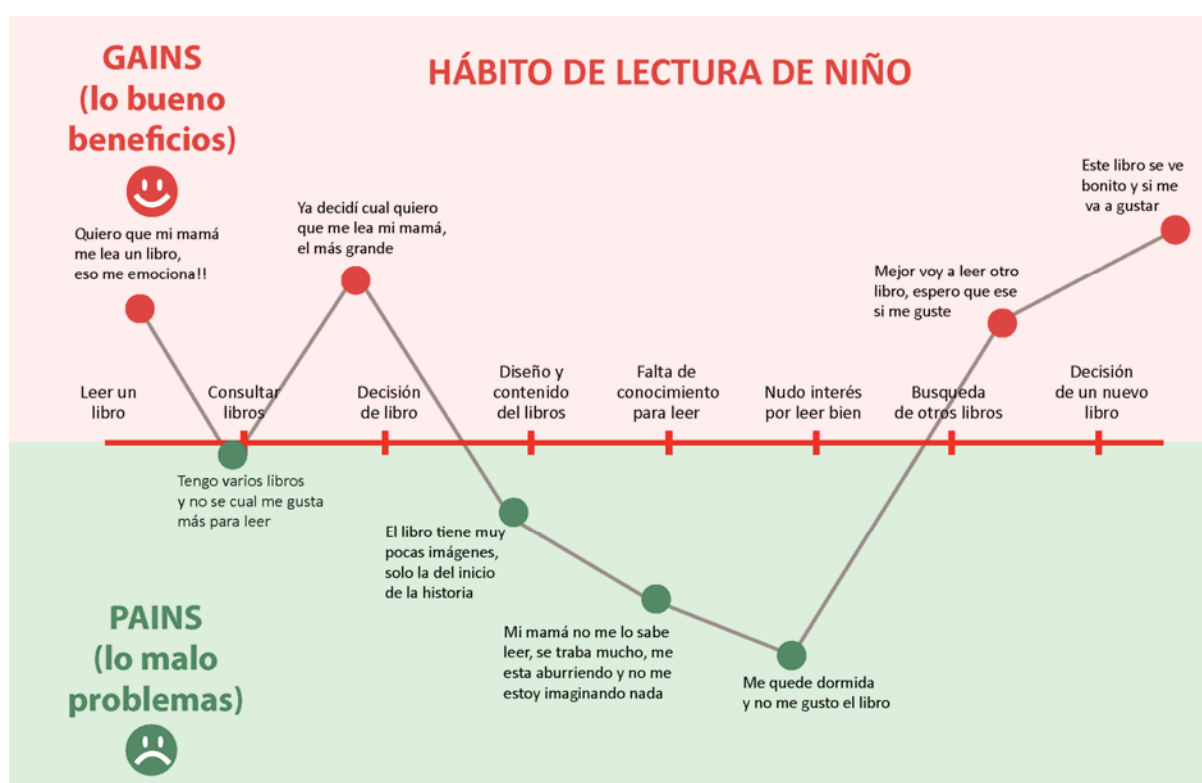 GAINS
(lo bueno
beneficios)
HÁBITO DE LECTURA DE NIÑO
Quiero que mi mamá
me lea un libro,
eso me emociona!!
Ya decidí cual quiero
que me lea mi mamá,
el más grande
Mejor voy a leer otro
libro, espero que ese
si me guste
Este libro se ve
bonito y si me
va a gustar
Leer un
libro
Consultar
libros
Decisión
de libro
Diseño y
contenido
del libros
Falta de
conocimiento
para leer
Nudo interés
por leer bien
Busqueda
de otros libros
Decisión
de un nuevo
libro
Tengo varios libros
y no se cual me gusta
más para leer
El libro tiene muy
pocas imágenes,
solo la del inicio
de la historia
Mi mamá no me lo sabe
leer, se traba mucho, me
esta aburriendo y no me
estoy imaginando nada
Me quede dormida
y no me gusto el libro
PAINS
(lo malo
problemas)